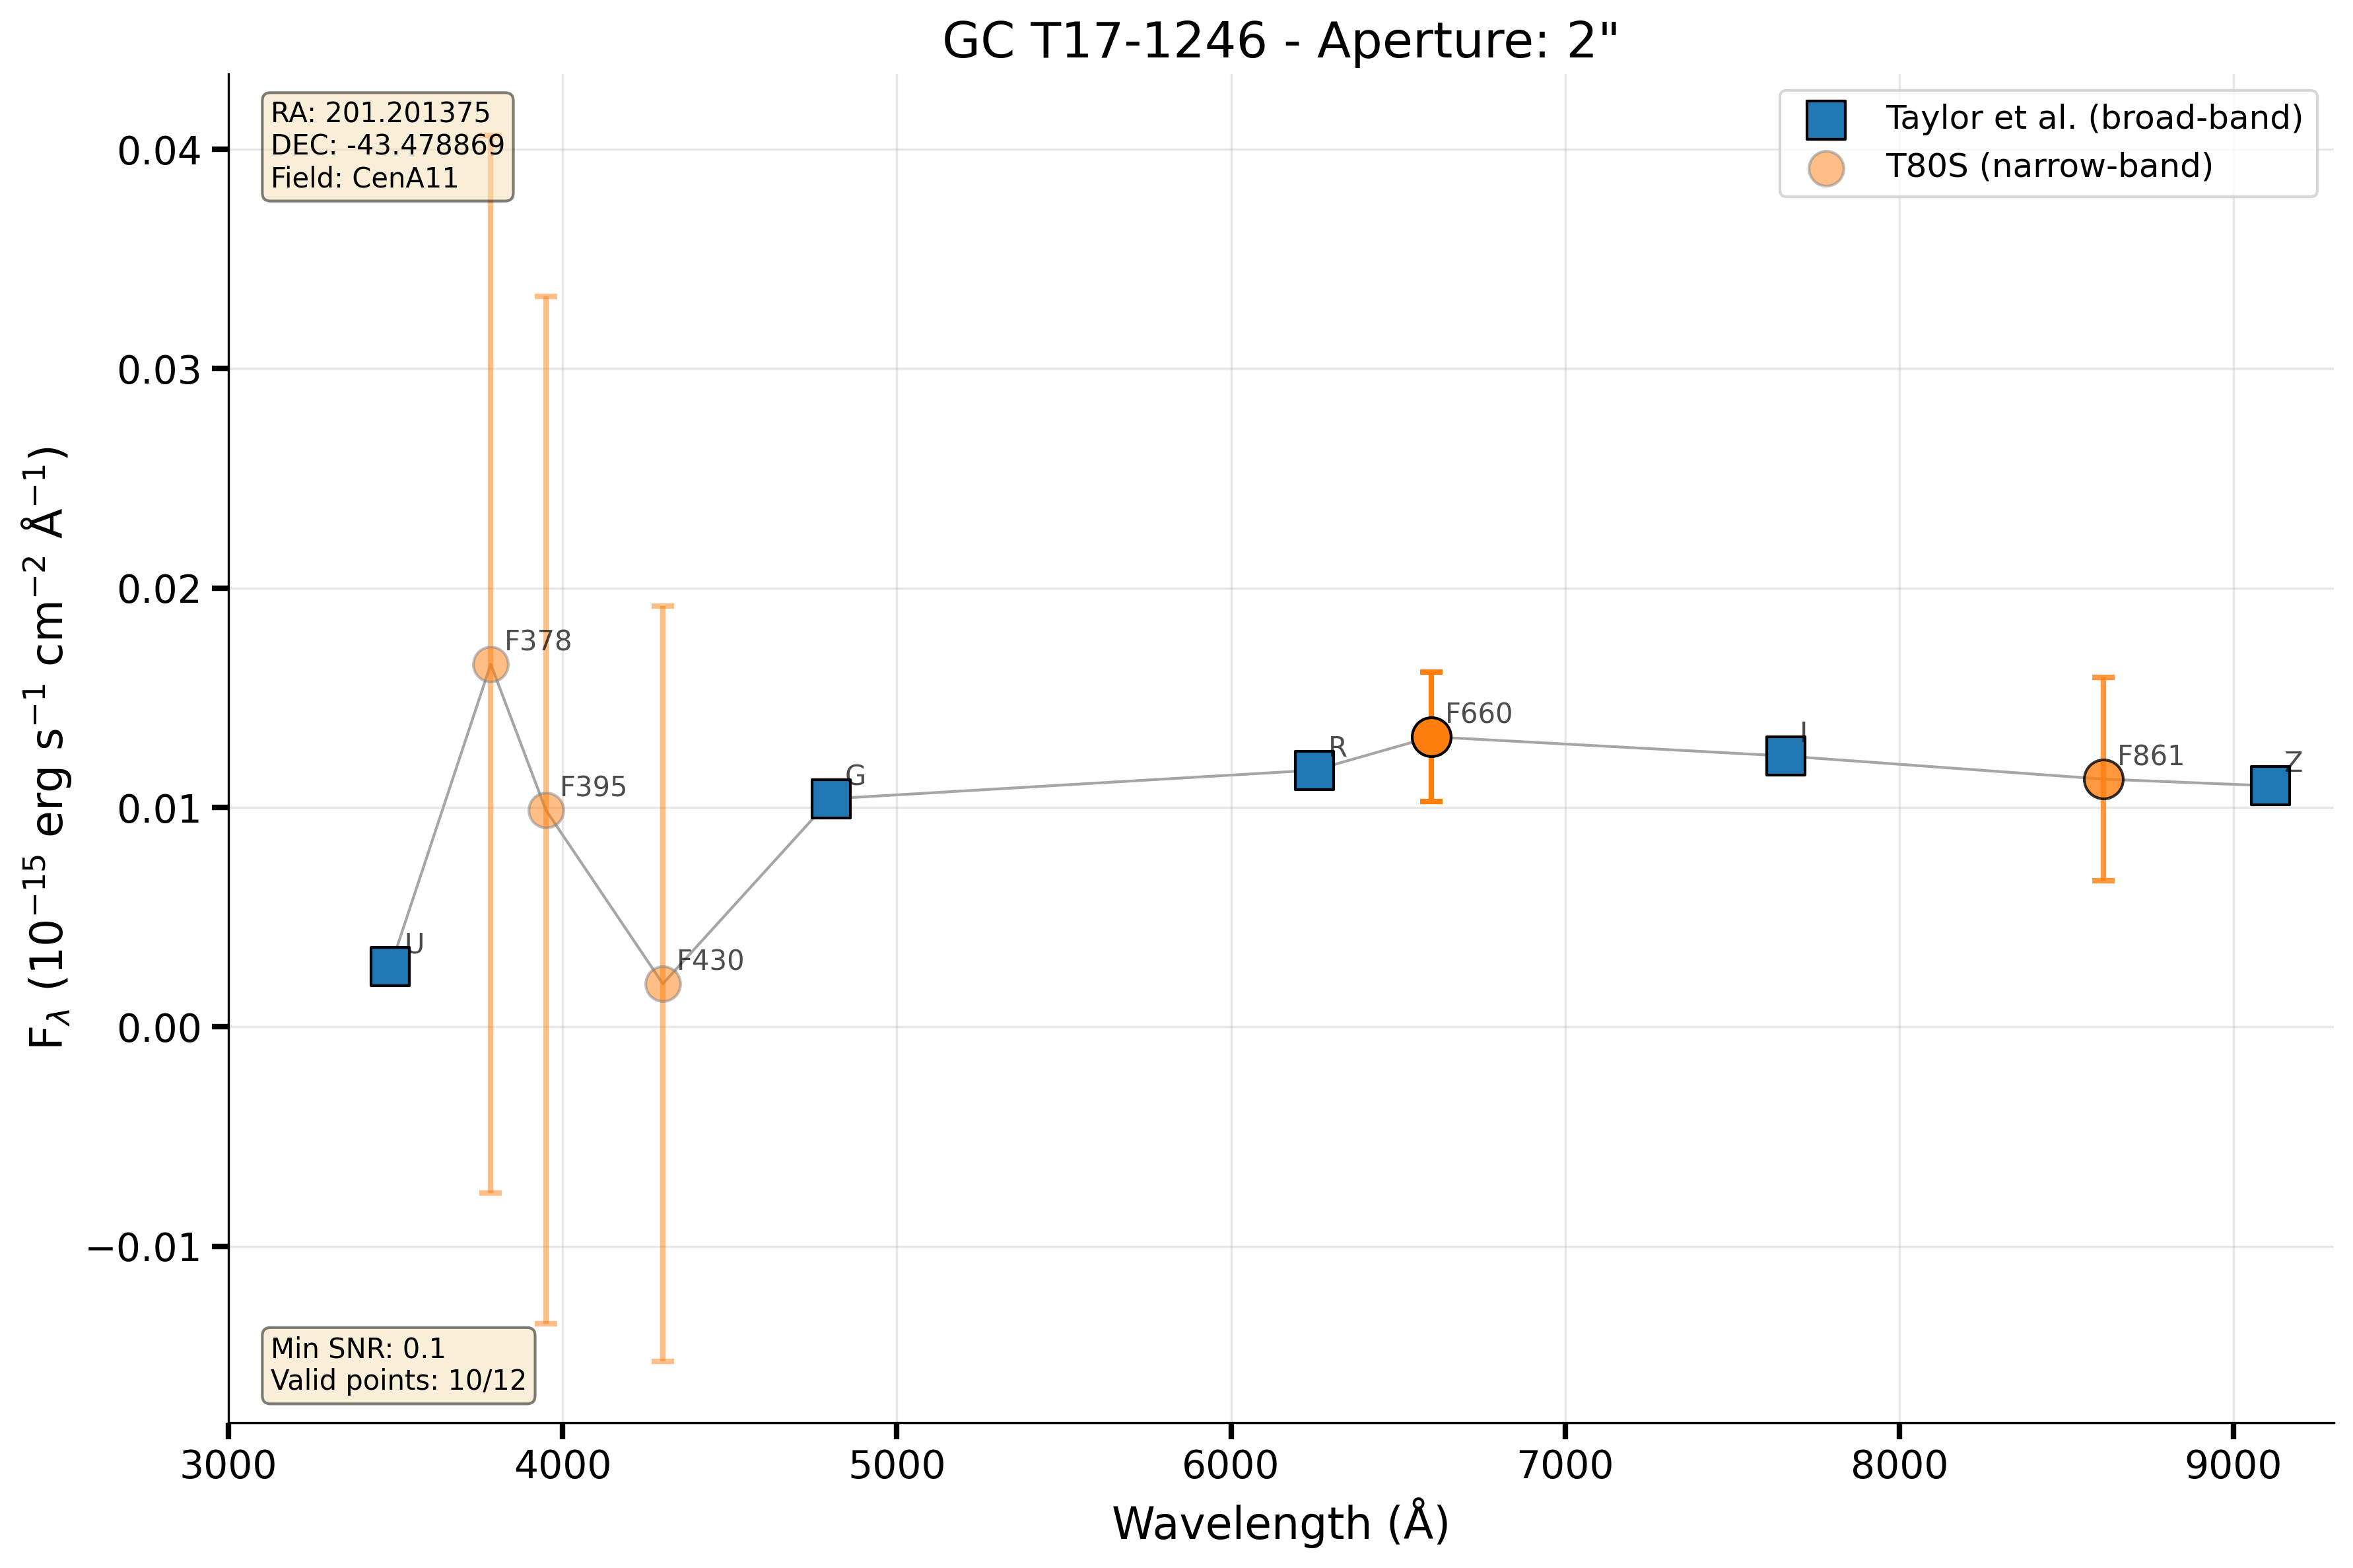 GC T17-1246 - Aperture: 2"
RA: 201.201375
DEC: -43.478869
Field: CenA11
Taylor et al. (broad-band)
T80S (narrow-band)
0.04
0.03
0.02
0.01
0.00
−0.01
F378
F395
F430
U
G
R
F660
I
F861
Z
Min SNR: 0.1
Valid points: 10/12
3000 4000 5000 6000 7000 8000 9000
Wavelength (Å)
Fλ (10⁻¹⁵ erg s⁻¹ cm⁻² Å⁻¹)